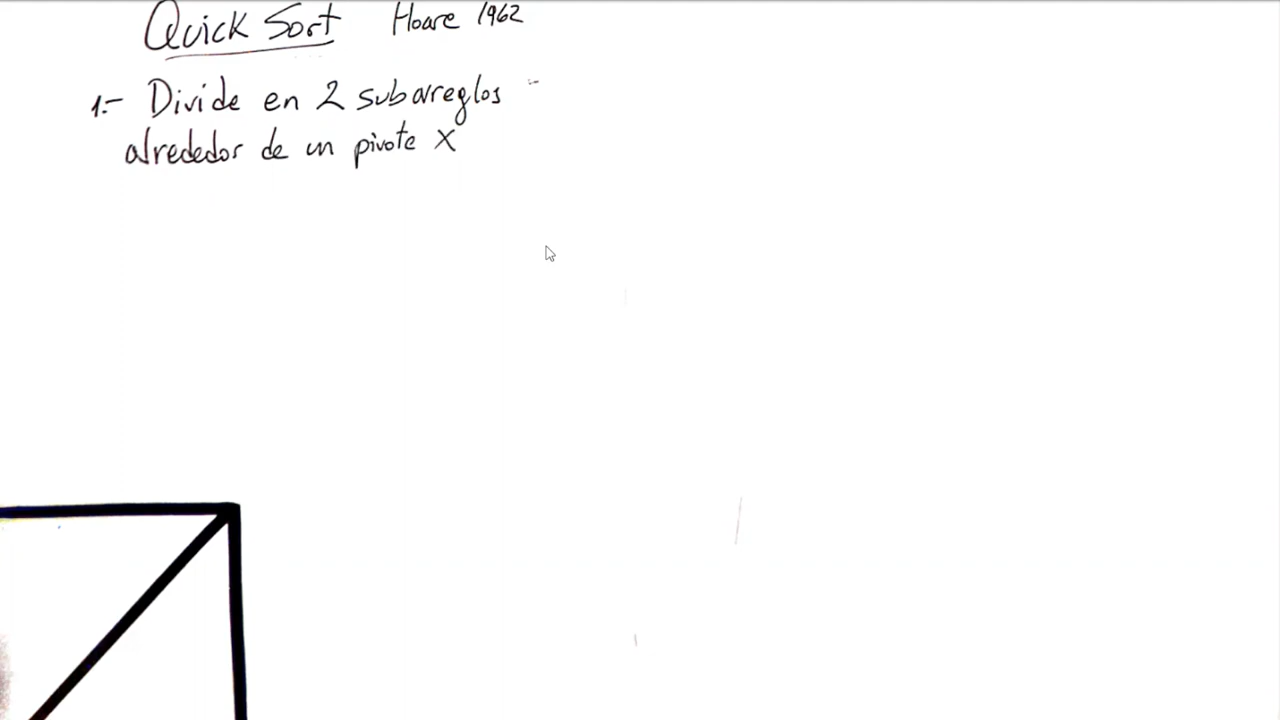 Quick Sort Hoare 1962
1.- Divide en 2 subarreglos
alrededor de un pivote X